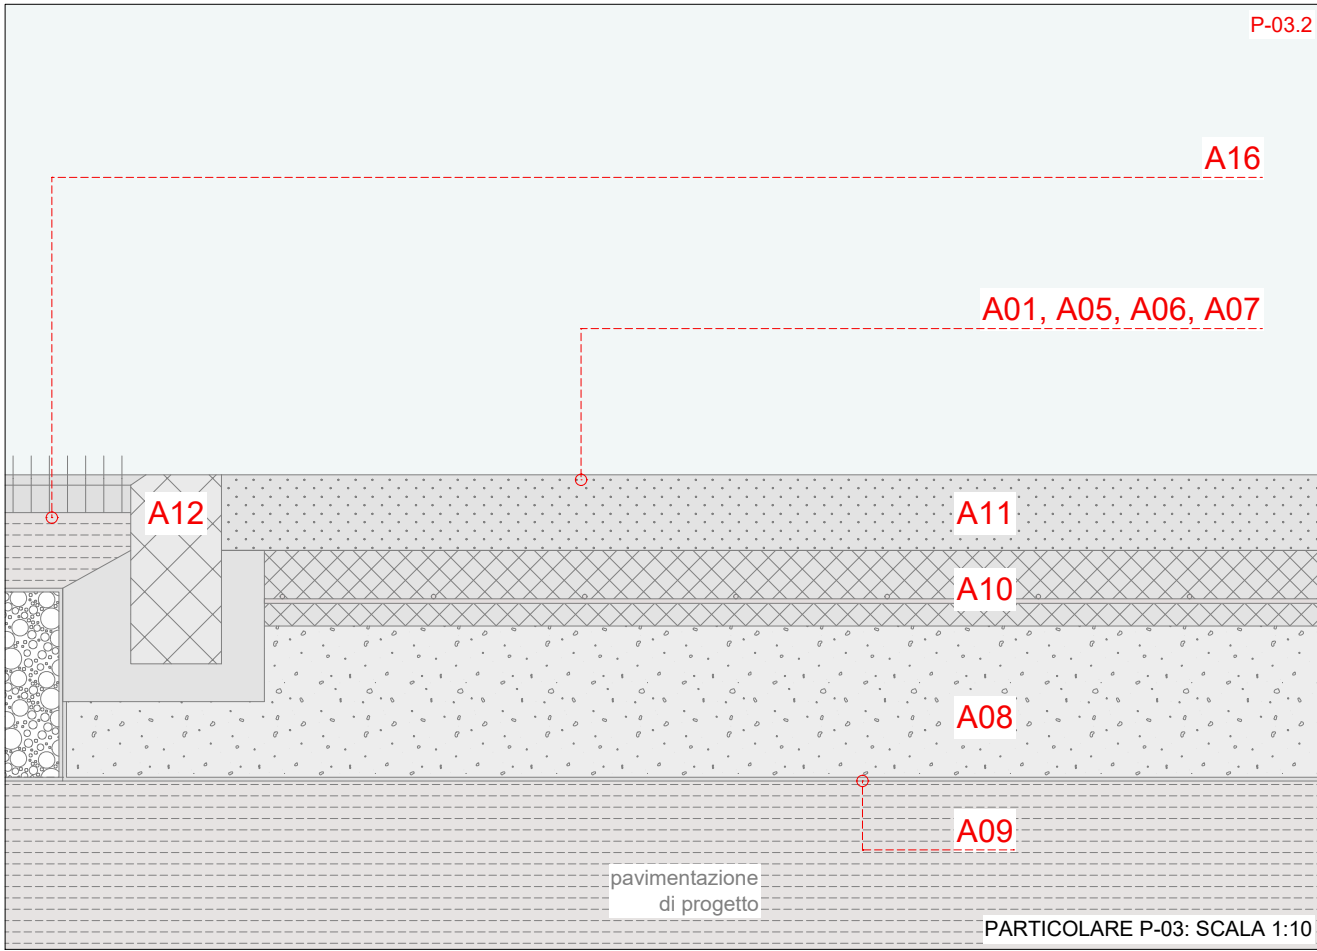 P-03.2
A16
A01, A05, A06, A07
A12
A11
A10
A08
A09
pavimentazione
di progetto
PARTICOLARE P-03: SCALA 1:10